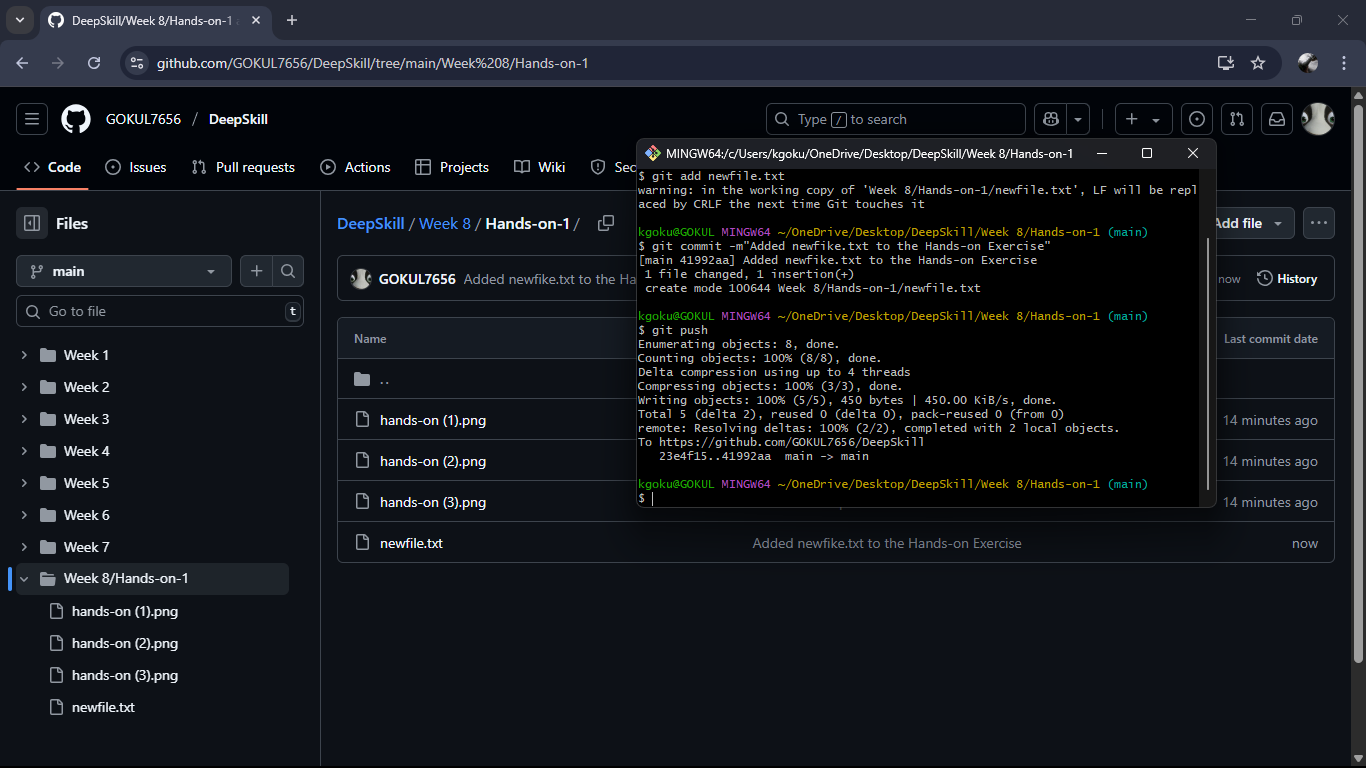 DeepSkill/Week 8/Hands-on-1
github.com/GOKUL7656/DeepSkill/tree/main/Week%208/Hands-on-1
GOKUL7656 / DeepSkill
Type / to search
Code
Issues
Pull requests
Actions
Projects
Wiki
Sec
Files
main
Go to file
t
Week 1
Week 2
Week 3
Week 4
Week 5
Week 6
Week 7
Week 8/Hands-on-1
hands-on (1).png
hands-on (2).png
hands-on (3).png
newfile.txt
DeepSkill / Week 8 / Hands-on-1 /
Add file
GOKUL7656 Added newfike.txt to the Ha
now
History
Name
Last commit date
..
hands-on (1).png
14 minutes ago
hands-on (2).png
14 minutes ago
hands-on (3).png
14 minutes ago
newfile.txt
Added newfike.txt to the Hands-on Exercise
now
MINGW64:/c/Users/kgoku/OneDrive/Desktop/DeepSkill/Week 8/Hands-on-1
$ git add newfile.txt
warning: in the working copy of 'Week 8/Hands-on-1/newfile.txt', LF will be repl
aced by CRLF the next time Git touches it
kgoku@GOKUL MINGW64 ~/OneDrive/Desktop/DeepSkill/Week 8/Hands-on-1 (main)
$ git commit -m"Added newfike.txt to the Hands-on Exercise"
[main 41992aa] Added newfike.txt to the Hands-on Exercise
1 file changed, 1 insertion(+)
create mode 100644 Week 8/Hands-on-1/newfile.txt
kgoku@GOKUL MINGW64 ~/OneDrive/Desktop/DeepSkill/Week 8/Hands-on-1 (main)
$ git push
Enumerating objects: 8, done.
Counting objects: 100% (8/8), done.
Delta compression using up to 4 threads
Compressing objects: 100% (3/3), done.
Writing objects: 100% (5/5), 450 bytes | 450.00 KiB/s, done.
Total 5 (delta 2), reused 0 (delta 0), pack-reused 0 (from 0)
remote: Resolving deltas: 100% (2/2), completed with 2 local objects.
To https://github.com/GOKUL7656/DeepSkill
23e4f15..41992aa main -> main
kgoku@GOKUL MINGW64 ~/OneDrive/Desktop/DeepSkill/Week 8/Hands-on-1 (main)
$